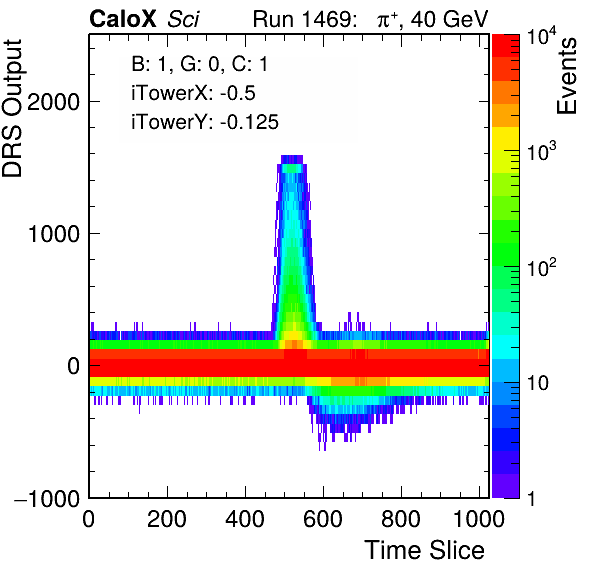 CaloX Sci Run 1469: π⁺, 40 GeV
B: 1, G: 0, C: 1
iTowerX: -0.5
iTowerY: -0.125
DRS Output
2000
1000
0
−1000
0 200 400 600 800 1000
Time Slice
Events
10⁴
10³
10²
10
1